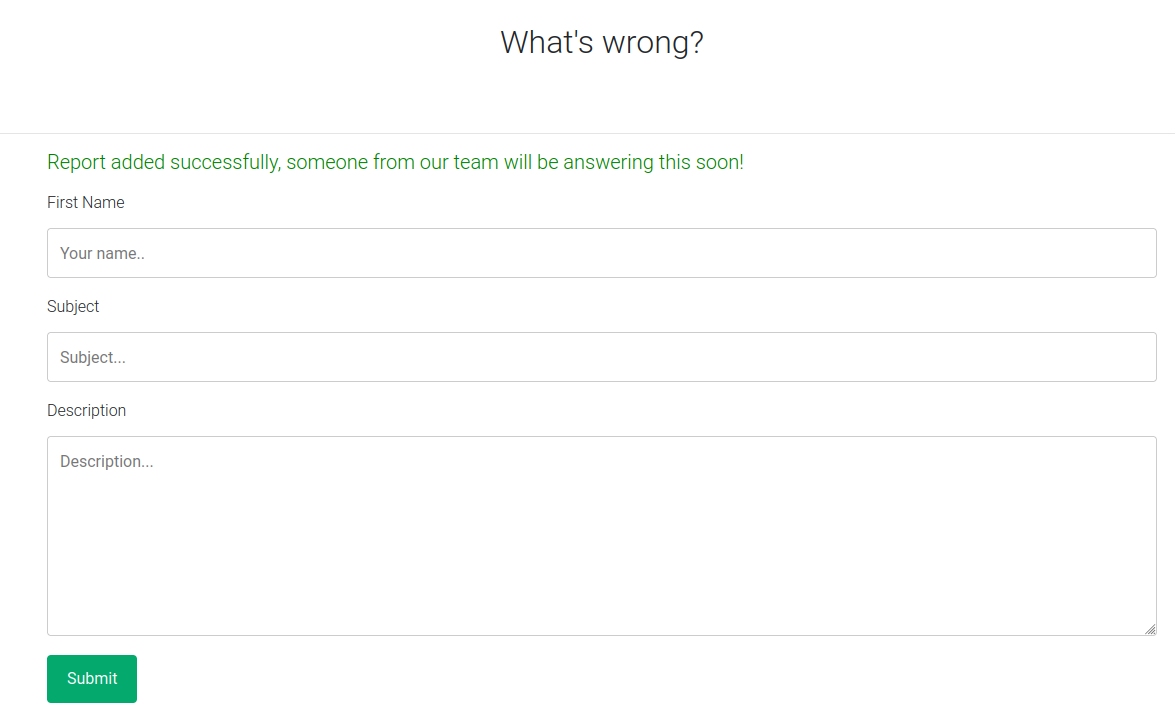 What's wrong?
Report added successfully, someone from our team will be answering this soon!
First Name
Your name..
Subject
Subject...
Description
Description...
Submit